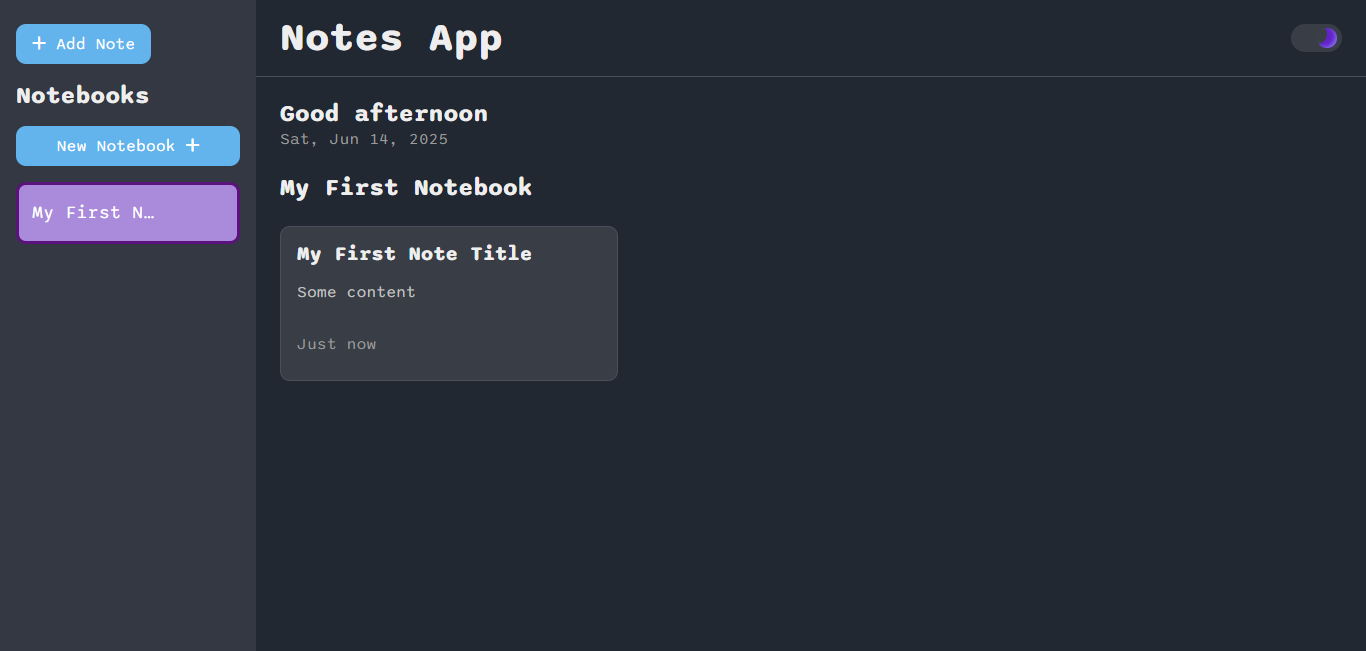 + Add Note
Notebooks
New Notebook +
My First N…
Notes App
Good afternoon
Sat, Jun 14, 2025
My First Notebook
My First Note Title
Some content
Just now